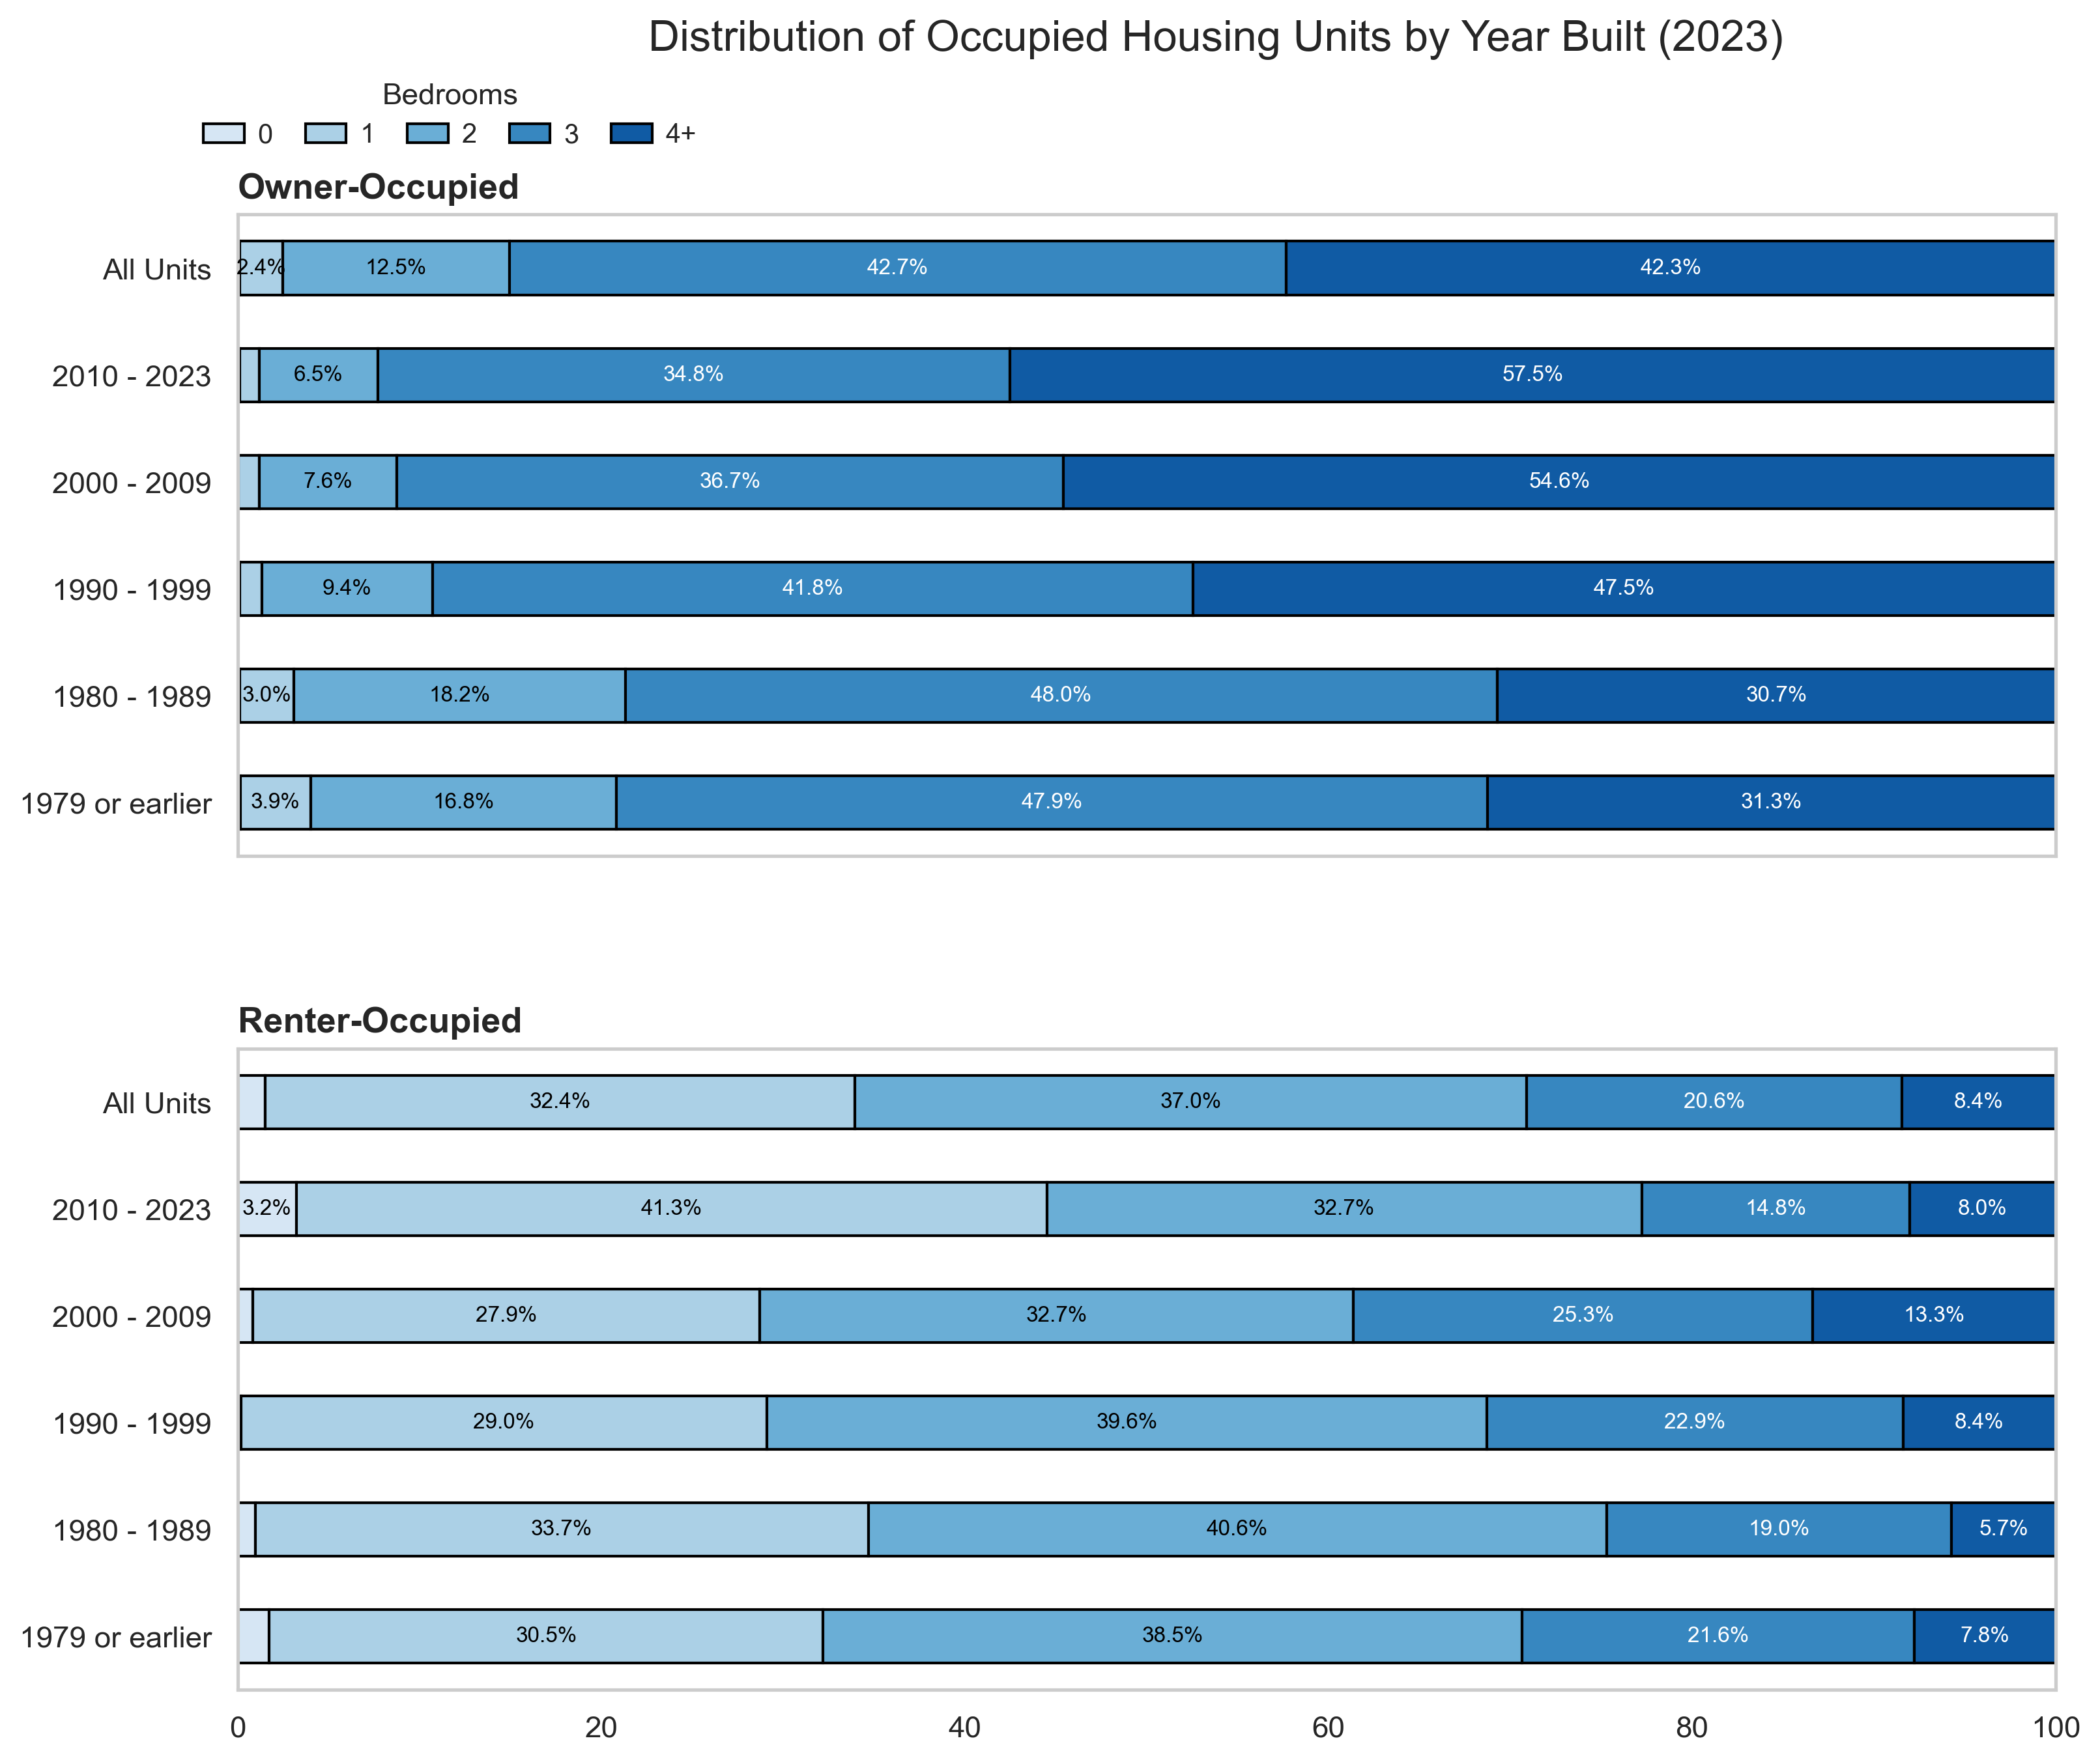 Distribution of Occupied Housing Units by Year Built (2023)
Bedrooms
0 1 2 3 4+
Owner-Occupied
All Units 2.4% 12.5% 42.7% 42.3%
2010 - 2023 6.5% 34.8% 57.5%
2000 - 2009 7.6% 36.7% 54.6%
1990 - 1999 9.4% 41.8% 47.5%
1980 - 1989 3.0% 18.2% 48.0% 30.7%
1979 or earlier 3.9% 16.8% 47.9% 31.3%
Renter-Occupied
All Units 32.4% 37.0% 20.6% 8.4%
2010 - 2023 3.2% 41.3% 32.7% 14.8% 8.0%
2000 - 2009 27.9% 32.7% 25.3% 13.3%
1990 - 1999 29.0% 39.6% 22.9% 8.4%
1980 - 1989 33.7% 40.6% 19.0% 5.7%
1979 or earlier 30.5% 38.5% 21.6% 7.8%
0 20 40 60 80 100